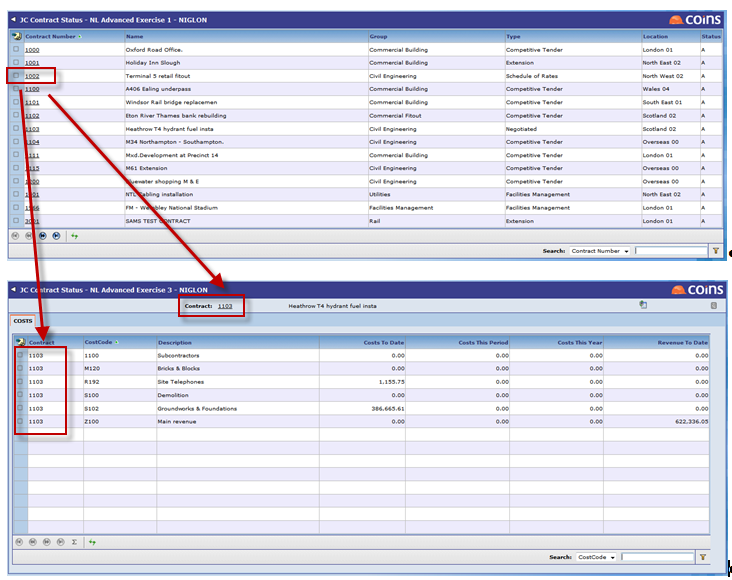 JC Contract Status - NL Advanced Exercise 1 - NIGLON COINS
Contract Number Name Group Type Location Status
1000 Oxford Road Office. Commercial Building Competitive Tender London 01 A
1001 Holiday Inn Slough Commercial Building Extension North East 02 A
1002 Terminal 5 retail fitout Civil Engineering Schedule of Rates North West 02 A
1100 A406 Ealing underpass Commercial Building Competitive Tender Wales 04 A
1101 Windsor Rail bridge replacemen Civil Engineering Competitive Tender South East 01 A
1102 Eton River Thames bank rebuilding Commercial Fitout Competitive Tender Scotland 02 A
1103 Heathrow T4 hydrant fuel insta Civil Engineering Negotiated Scotland 02 A
1104 M34 Northampton - Southampton. Civil Engineering Competitive Tender Overseas 00 A
1111 Mxd.Development at Precinct 14 Commercial Building Competitive Tender London 01 A
M61 Extension Civil Engineering Competitive Tender Overseas 00 A
shopping M & E Civil Engineering Competitive Tender Overseas 00 A
NTL Cabling installation Utilities Facilities Management North East 02 A
FM - Wembley National Stadium Facilities Management Facilities Management London 01 A
3001 SAMS TEST CONTRACT Rail Extension London 01 A
Search: Contract Number
JC Contract Status - NL Advanced Exercise 3 - NIGLON COINS
Contract: 1103 Heathrow T4 hydrant fuel insta
COSTS
Contract CostCode Description Costs To Date Costs This Period Costs This Year Revenue To Date
1103 1100 Subcontractors 0.00 0.00 0.00 0.00
1103 M120 Bricks & Blocks 0.00 0.00 0.00 0.00
1103 R192 Site Telephones 1,155.75 0.00 0.00 0.00
1103 S100 Demolition 0.00 0.00 0.00 0.00
1103 S102 Groundworks & Foundations 386,665.61 0.00 0.00 0.00
1103 Z100 Main revenue 0.00 0.00 0.00 622,336.05
Σ
Search: CostCode